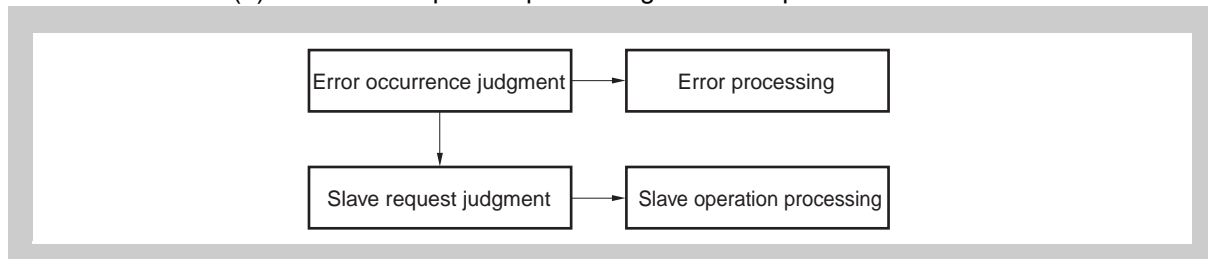 Error occurrence judgment
Error processing
Slave request judgment
Slave operation processing